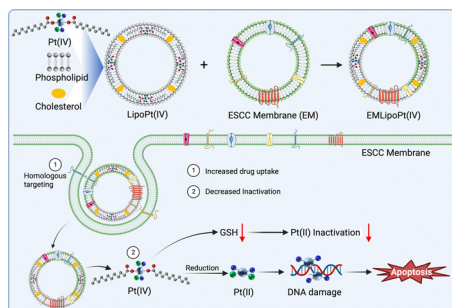 Pt(IV)
Phospholipid
Cholesterol
LipoPt(IV)
+
ESCC Membrane (EM)
EMLipoPt(IV)
ESCC Membrane
1
Homologous
targeting
1 Increased drug uptake
2 Decreased Inactivation
2
Pt(IV)
GSH
Pt(II) Inactivation
Reduction
Pt(II)
DNA damage
Apoptosis